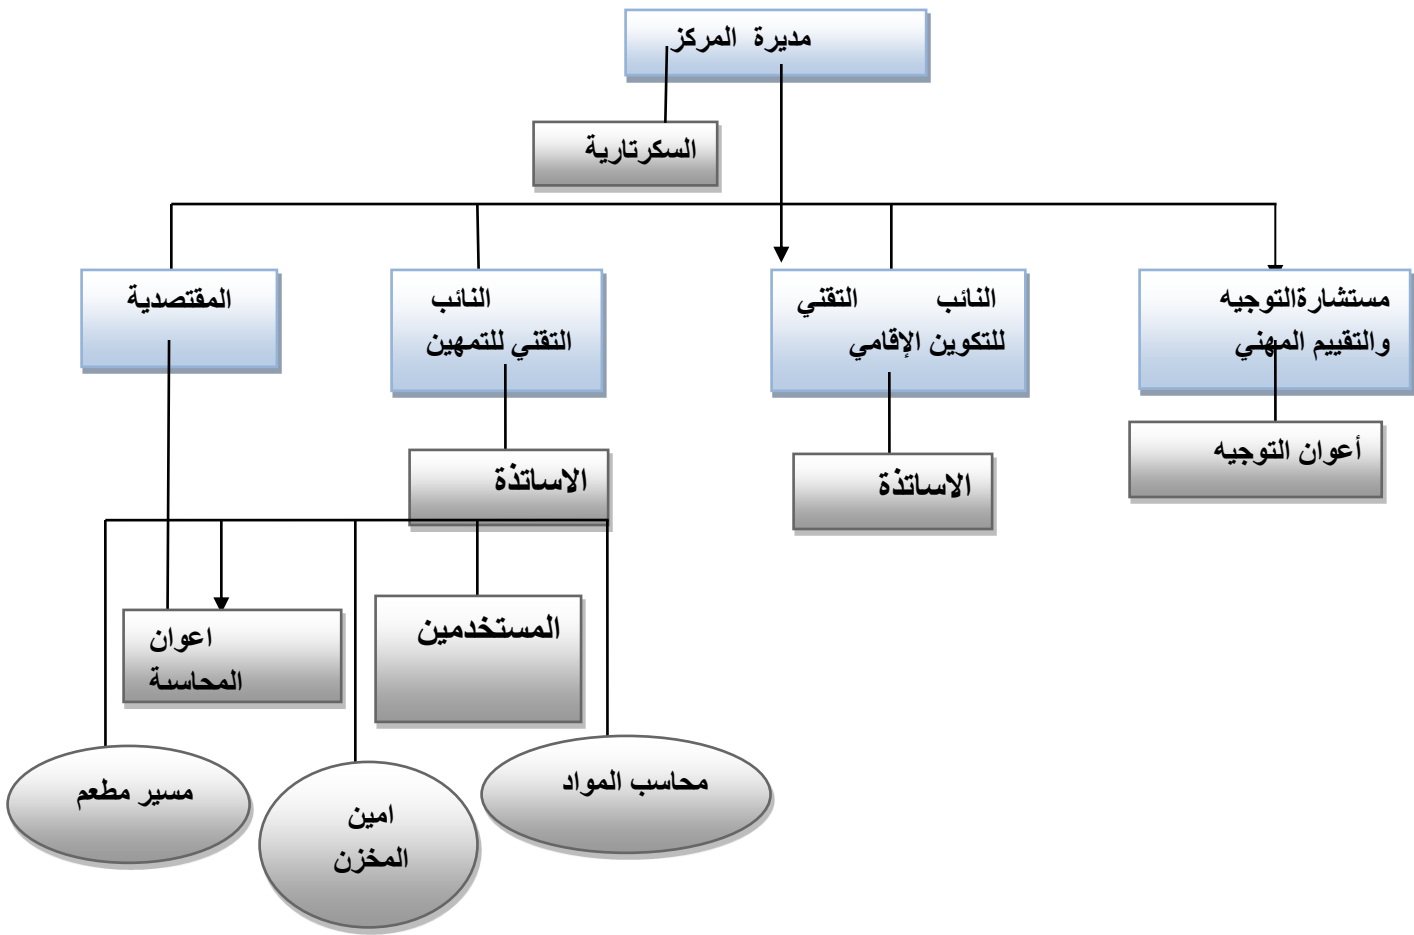 مديرة المركز
السكرتارية
مستشارةالتوجيه
والتقييم المهني
النائب التقني
للتكوين الإقامي
النائب
التقني للتمهين
المقتصدية
أعوان التوجيه
الاساتذة
الاساتذة
المستخدمين
اعوان
المحاسبة
محاسب المواد
امين
المخزن
مسير مطعم